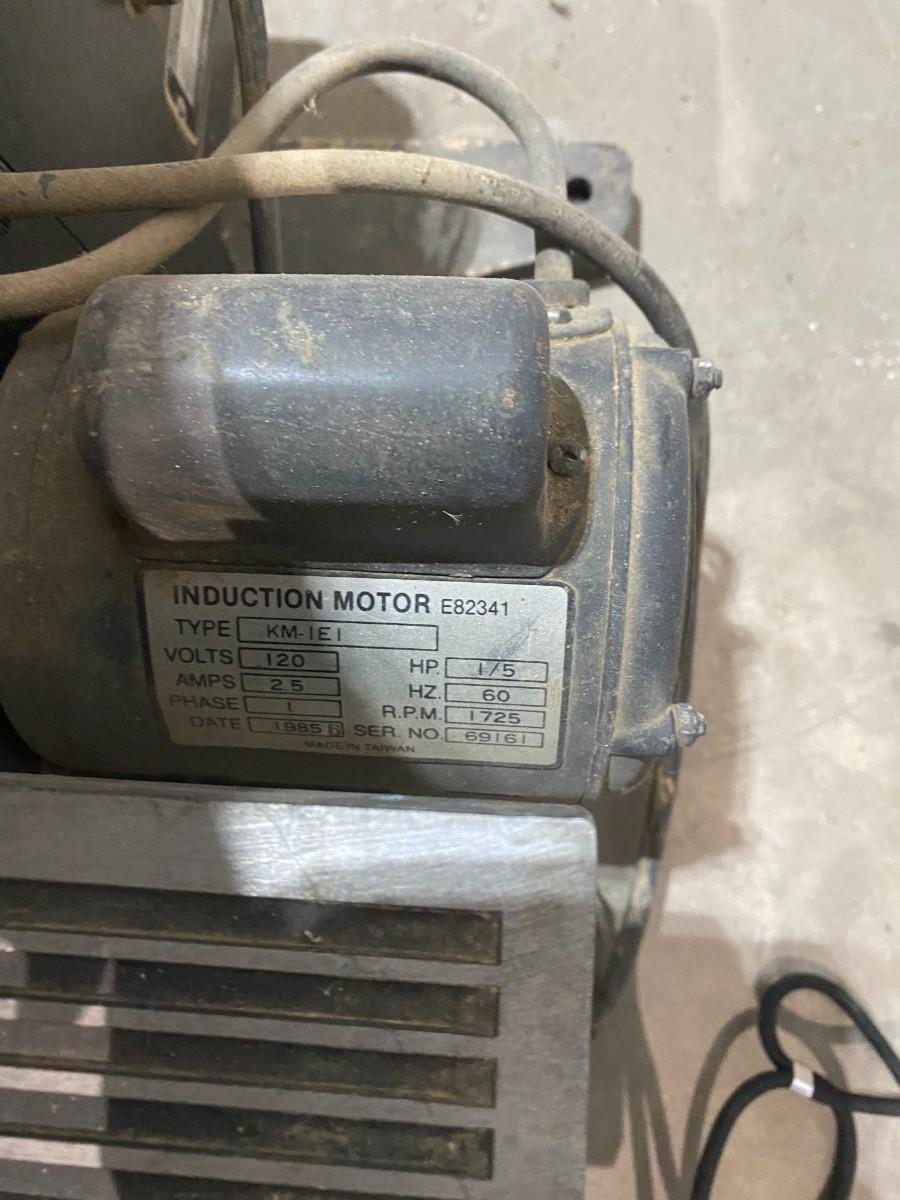 INDUCTION MOTOR E82341
TYPE KM-1E1
VOLTS 120 HP. 1/5
AMPS 2.5 HZ. 60
PHASE 1 R.P.M. 1725
DATE 1985 6 SER. NO. 69161
MADE IN TAIWAN